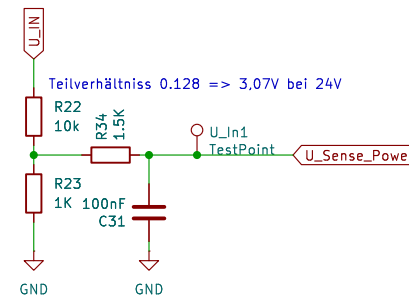 U_IN
Teilverhältniss 0.128 => 3,07V bei 24V
R22
10k
R34
1.5K
U_In1
TestPoint
U_Sense_Powe
R23
1K
100nF
C31
GND
GND